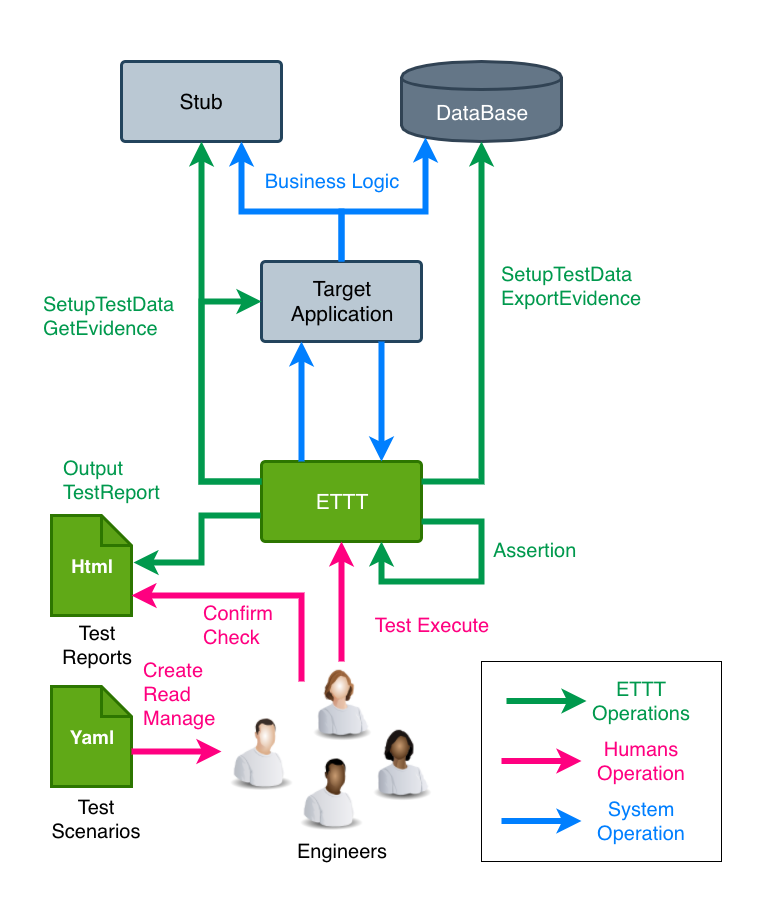 Stub
DataBase
Business Logic
Target
Application
SetupTestData
GetEvidence
SetupTestData
ExportEvidence
Output
TestReport
ETTT
Html
Assertion
Test
Reports
Confirm
Check
Test Execute
Create
Read
Manage
Yaml
Test
Scenarios
Engineers
ETTT
Operations
Humans
Operation
System
Operation